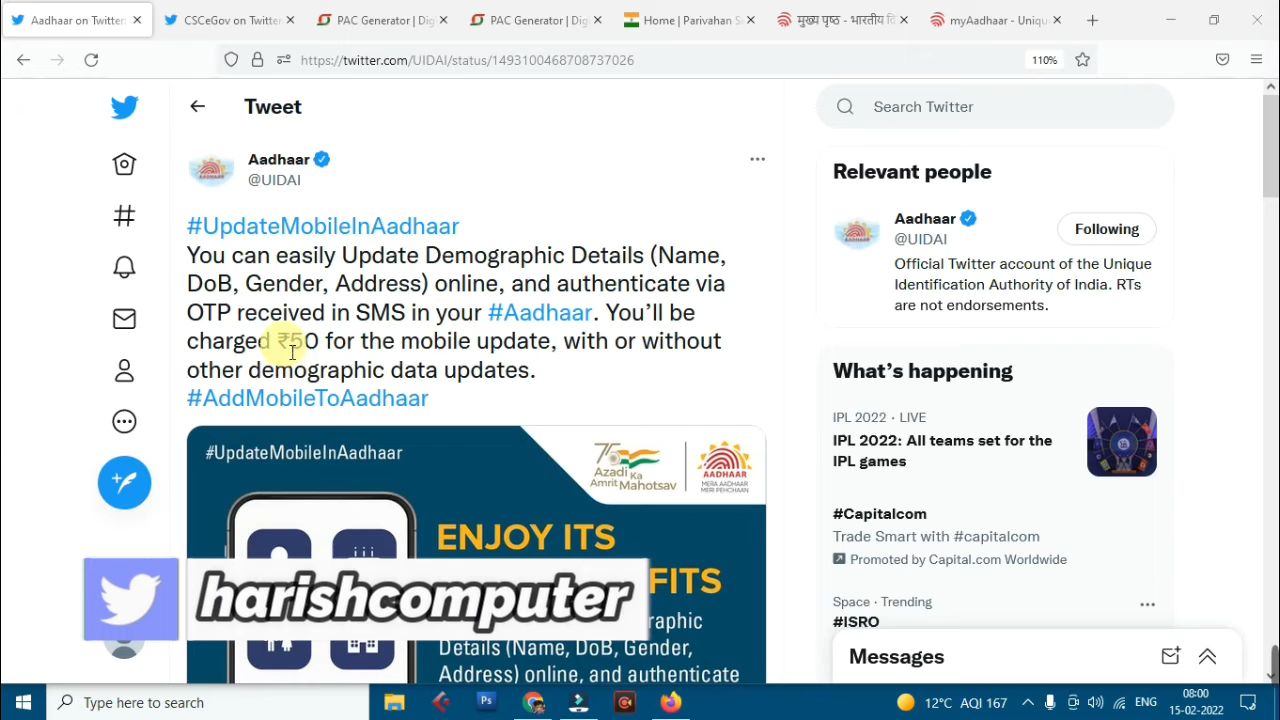 Aadhaar on Twitter:
CSCeGov on Twitte
PAC Generator | Dig
PAC Generator | Dig
Home | Parivahan S
मुख्य पृष्ठ - भारतीय
myAadhaar - Unique
https://twitter.com/UIDAI/status/1493100468708737026
110%
Tweet
Search Twitter
Aadhaar
@UIDAI
#UpdateMobileInAadhaar
You can easily Update Demographic Details (Name,
DoB, Gender, Address) online, and authenticate via
OTP received in SMS in your #Aadhaar. You’ll be
charged ₹50 for the mobile update, with or without
other demographic data updates.
#AddMobileToAadhaar
#UpdateMobileInAadhaar
75
Azadi Ka
Amrit Mahotsav
AADHAAR
MERA AADHAAR
MERI PEHCHAAN
ENJOY ITS
FITS
graphic
Details (Name, DoB, Gender,
Address) online, and authenticate
harishcomputer
Relevant people
Aadhaar
@UIDAI
Following
Official Twitter account of the Unique
Identification Authority of India. RTs
are not endorsements.
What's happening
IPL 2022 · LIVE
IPL 2022: All teams set for the
IPL games
#Capitalcom
Trade Smart with #capitalcom
Promoted by Capital.com Worldwide
Space · Trending
#ISRO
Messages
Type here to search
Ps
12°C AQI 167
ENG
08:00
15-02-2022